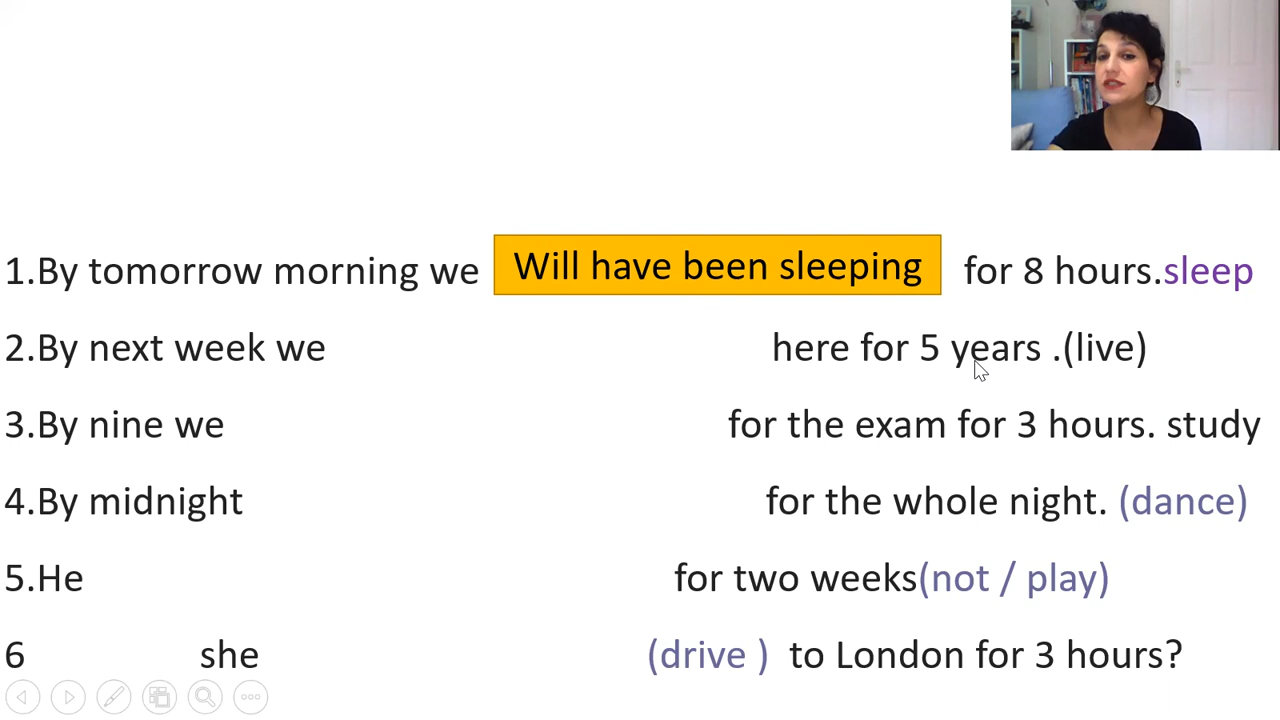 1.By tomorrow morning we Will have been sleeping for 8 hours.sleep
2.By next week we here for 5 years .(live)
3.By nine we for the exam for 3 hours. study
4.By midnight for the whole night. (dance)
5.He for two weeks(not / play)
6 she (drive ) to London for 3 hours?